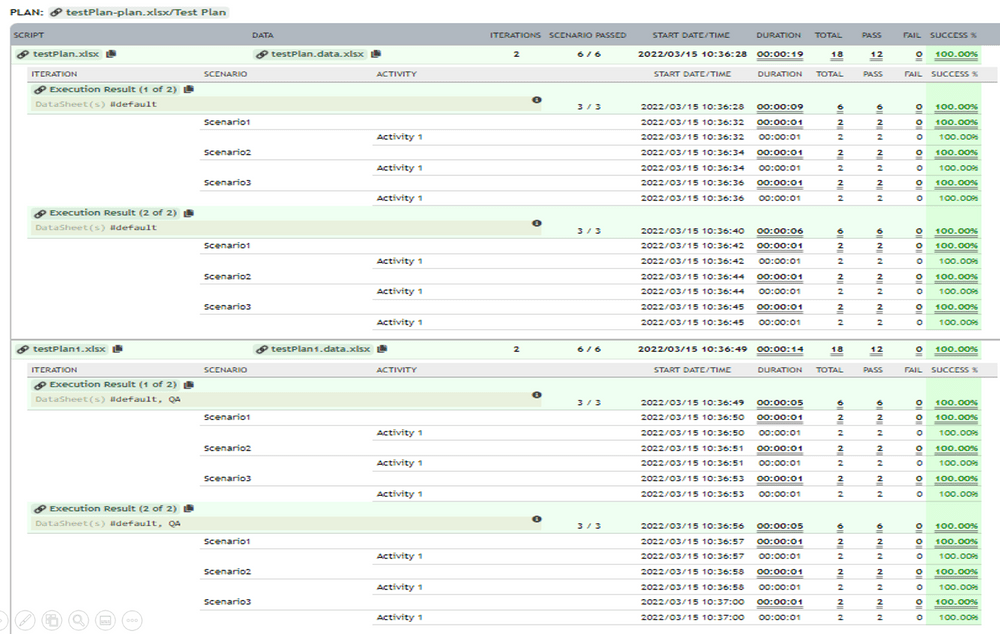 PLAN: testPlan-plan.xlsx/Test Plan
SCRIPT DATA ITERATIONS SCENARIO PASSED START DATE/TIME DURATION TOTAL PASS FAIL SUCCESS %
testPlan.xlsx testPlan.data.xlsx 2 6 / 6 2022/03/15 10:36:28 00:00:19 18 12 0 100.00%
ITERATION SCENARIO ACTIVITY START DATE/TIME DURATION TOTAL PASS FAIL SUCCESS %
Execution Result (1 of 2)
DataSheet(s) #default 3 / 3 2022/03/15 10:36:28 00:00:09 6 6 0 100.00%
Scenario1 2022/03/15 10:36:32 00:00:01 2 2 0 100.00%
Activity 1 2022/03/15 10:36:32 00:00:01 2 2 0 100.00%
Scenario2 2022/03/15 10:36:34 00:00:01 2 2 0 100.00%
Activity 1 2022/03/15 10:36:34 00:00:01 2 2 0 100.00%
Scenario3 2022/03/15 10:36:36 00:00:01 2 2 0 100.00%
Activity 1 2022/03/15 10:36:36 00:00:01 2 2 0 100.00%
Execution Result (2 of 2)
DataSheet(s) #default 3 / 3 2022/03/15 10:36:40 00:00:06 6 6 0 100.00%
Scenario1 2022/03/15 10:36:42 00:00:01 2 2 0 100.00%
Activity 1 2022/03/15 10:36:42 00:00:01 2 2 0 100.00%
Scenario2 2022/03/15 10:36:44 00:00:01 2 2 0 100.00%
Activity 1 2022/03/15 10:36:44 00:00:01 2 2 0 100.00%
Scenario3 2022/03/15 10:36:45 00:00:01 2 2 0 100.00%
Activity 1 2022/03/15 10:36:45 00:00:01 2 2 0 100.00%
testPlan1.xlsx testPlan1.data.xlsx 2 6 / 6 2022/03/15 10:36:49 00:00:14 18 12 0 100.00%
ITERATION SCENARIO ACTIVITY START DATE/TIME DURATION TOTAL PASS FAIL SUCCESS %
Execution Result (1 of 2)
DataSheet(s) #default, QA 3 / 3 2022/03/15 10:36:49 00:00:05 6 6 0 100.00%
Scenario1 2022/03/15 10:36:50 00:00:01 2 2 0 100.00%
Activity 1 2022/03/15 10:36:50 00:00:01 2 2 0 100.00%
Scenario2 2022/03/15 10:36:51 00:00:01 2 2 0 100.00%
Activity 1 2022/03/15 10:36:51 00:00:01 2 2 0 100.00%
Scenario3 2022/03/15 10:36:53 00:00:01 2 2 0 100.00%
Activity 1 2022/03/15 10:36:53 00:00:01 2 2 0 100.00%
Execution Result (2 of 2)
DataSheet(s) #default, QA 3 / 3 2022/03/15 10:36:56 00:00:05 6 6 0 100.00%
Scenario1 2022/03/15 10:36:57 00:00:01 2 2 0 100.00%
Activity 1 2022/03/15 10:36:57 00:00:01 2 2 0 100.00%
Scenario2 2022/03/15 10:36:58 00:00:01 2 2 0 100.00%
Activity 1 2022/03/15 10:36:58 00:00:01 2 2 0 100.00%
Scenario3 2022/03/15 10:37:00 00:00:01 2 2 0 100.00%
Activity 1 2022/03/15 10:37:00 00:00:01 2 2 0 100.00%